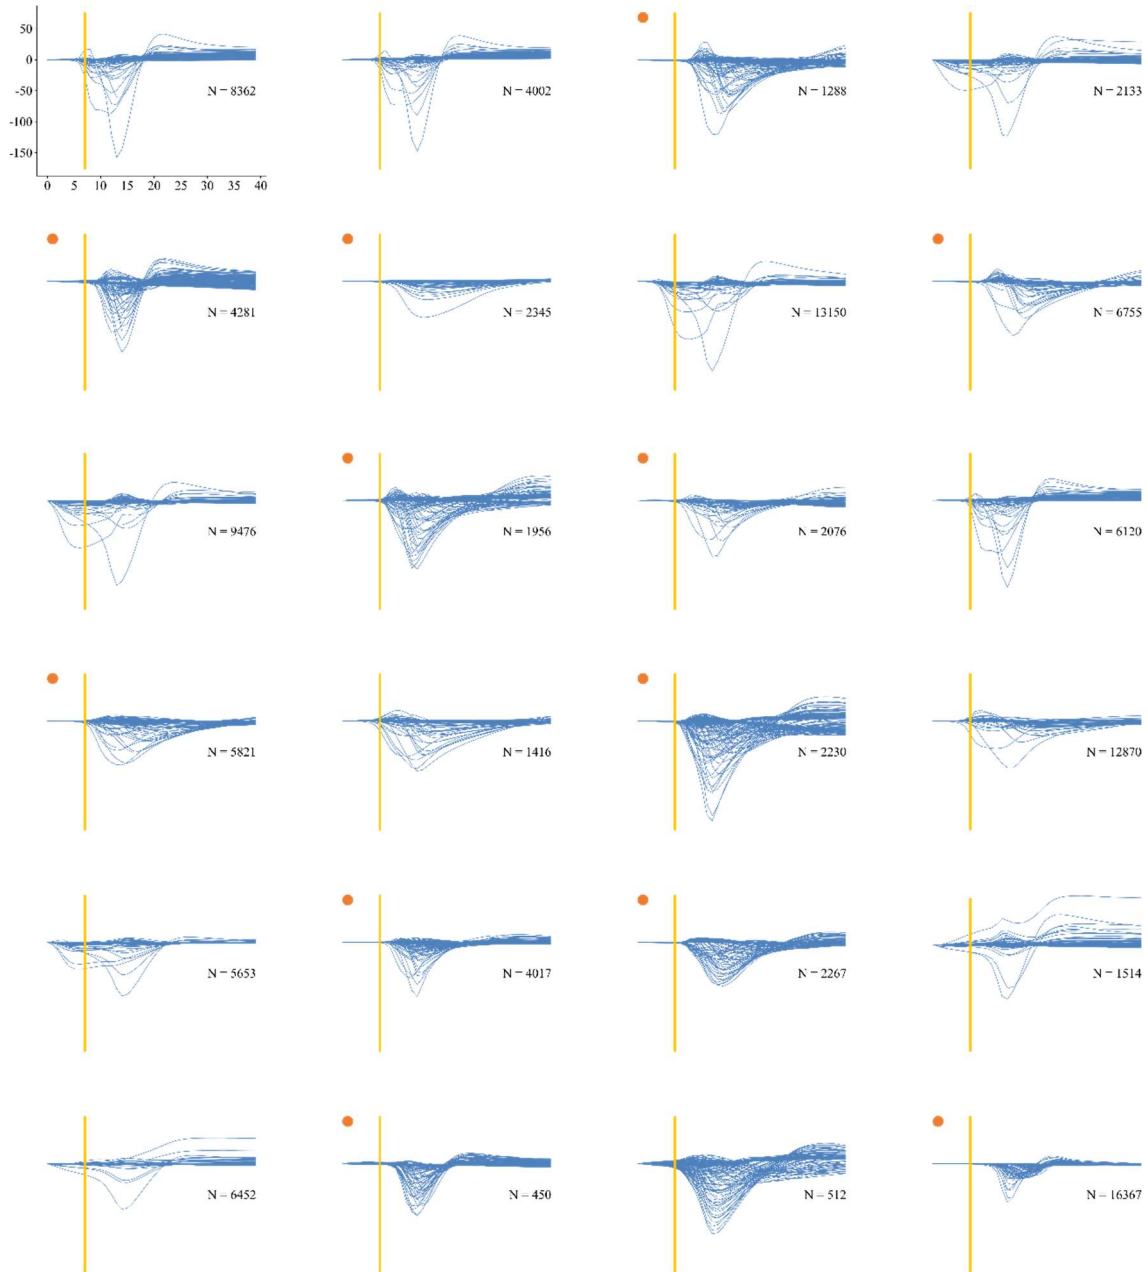 50
0
-50
-100
-150
0 5 10 15 20 25 30 35 40
N = 8362
N = 4002
N = 1288
N = 2133
N = 4281
N = 2345
N = 13150
N = 6755
N = 9476
N = 1956
N = 2076
N = 6120
N = 5821
N = 1416
N = 2230
N = 12870
N = 5653
N = 4017
N = 2267
N = 1514
N = 6452
N = 450
N = 512
N = 16367